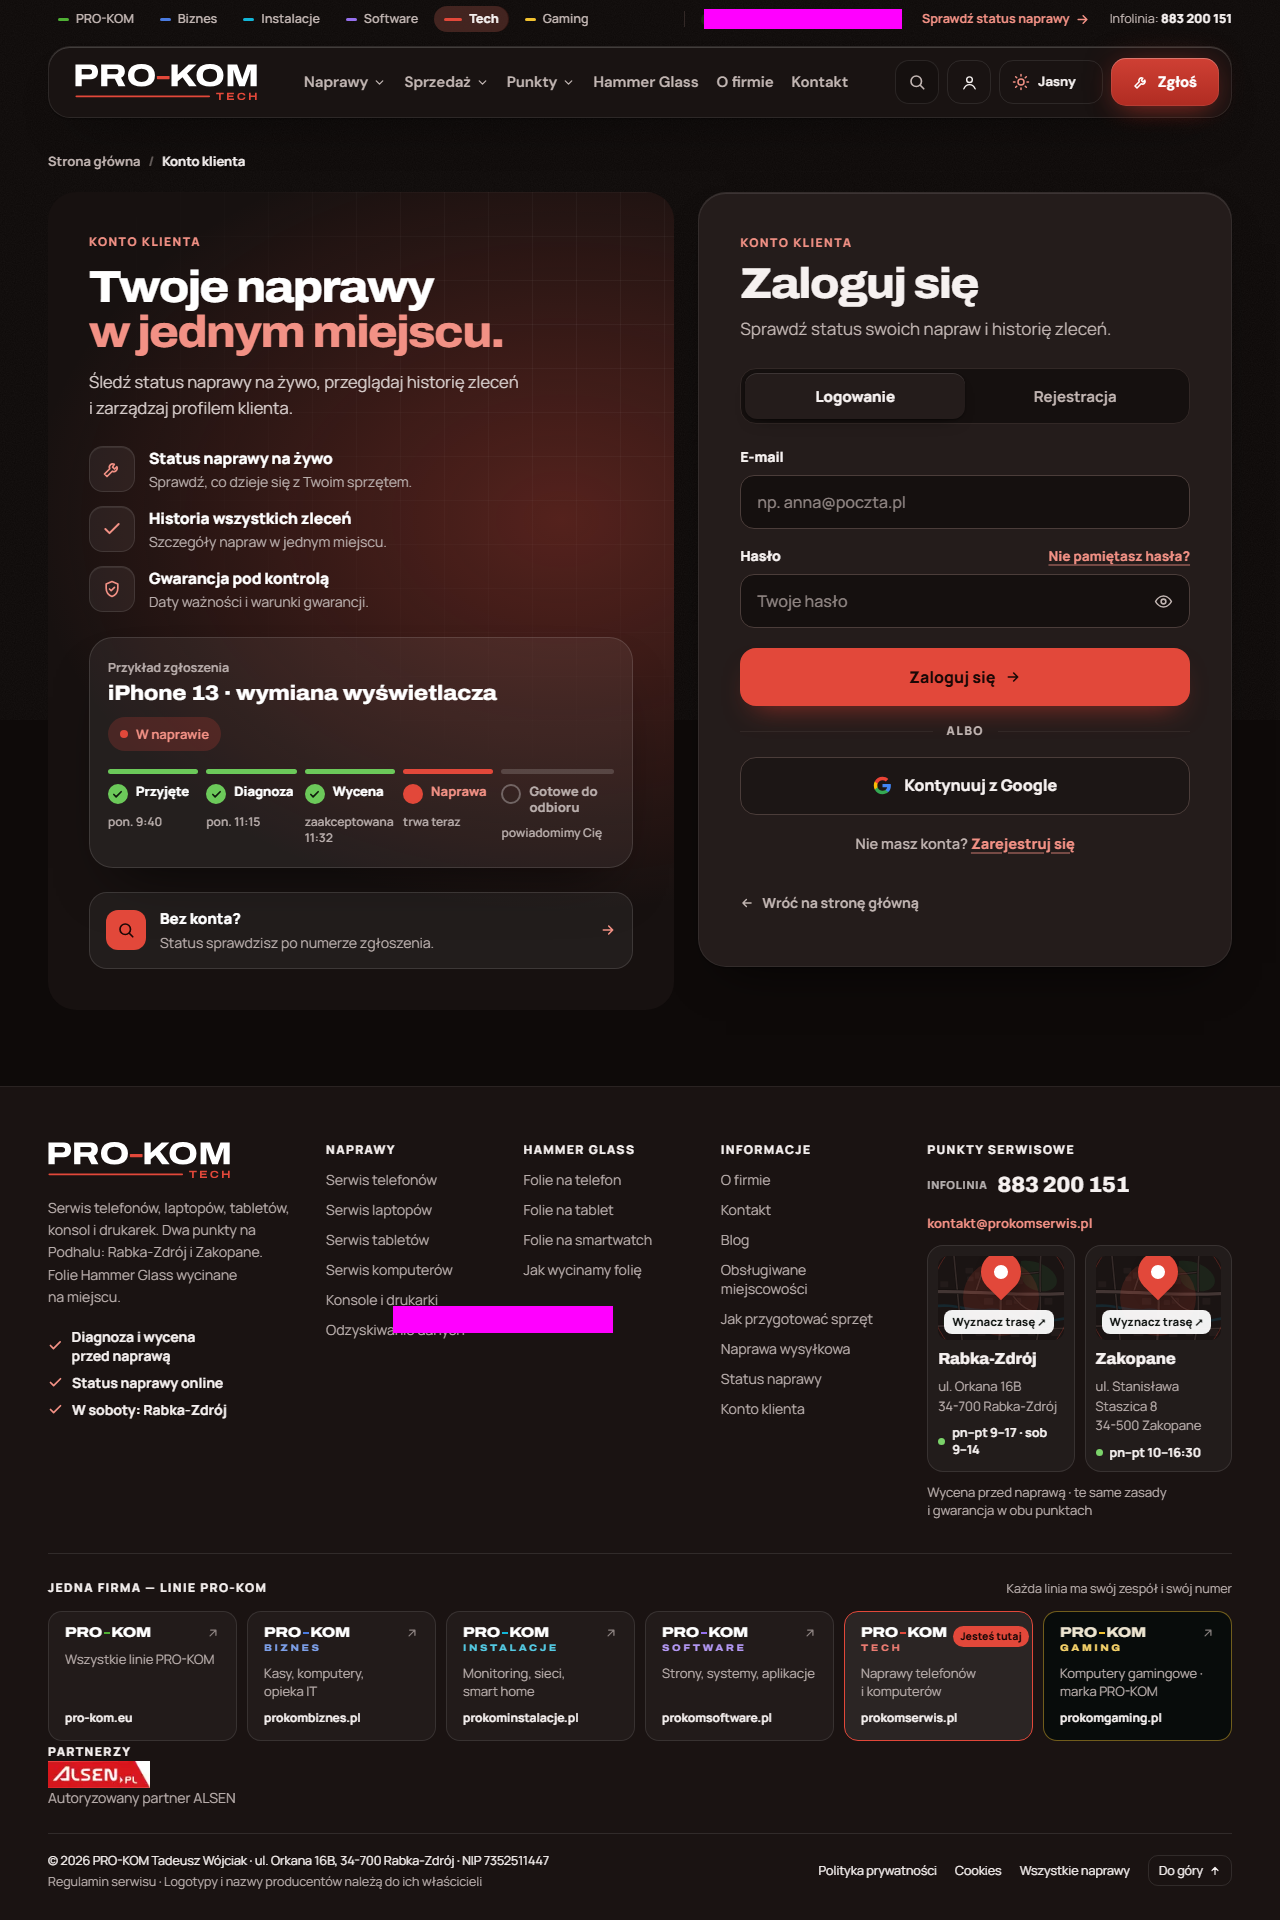 PRO-KOM
Biznes
Instalacje
Software
Tech
Gaming
Sprawdź status naprawy →
Infolinia: 883 200 151
PRO-KOM
TECH
Naprawy
Sprzedaż
Punkty
Hammer Glass
O firmie
Kontakt
Jasny
Zgłoś
Strona główna / Konto klienta
KONTO KLIENTA
Twoje naprawy
w jednym miejscu.
Śledź status naprawy na żywo, przeglądaj historię zleceń
i zarządzaj profilem klienta.
Status naprawy na żywo
Sprawdź, co dzieje się z Twoim sprzętem.
Historia wszystkich zleceń
Szczegóły napraw w jednym miejscu.
Gwarancja pod kontrolą
Daty ważności i warunki gwarancji.
Przykład zgłoszenia
iPhone 13 · wymiana wyświetlacza
W naprawie
Przyjęte
pon. 9:40
Diagnoza
pon. 11:15
Wycena
zaakceptowana
11:32
Naprawa
trwa teraz
Gotowe do
odbioru
powiadomimy Cię
Bez konta?
Status sprawdzisz po numerze zgłoszenia.
→
KONTO KLIENTA
Zaloguj się
Sprawdź status swoich napraw i historię zleceń.
Logowanie
Rejestracja
E-mail
np. anna@poczta.pl
Hasło
Nie pamiętasz hasła?
Twoje hasło
Zaloguj się →
ALBO
Kontynuuj z Google
Nie masz konta? Zarejestruj się
← Wróć na stronę główną
PRO-KOM
TECH
Serwis telefonów, laptopów, tabletów,
konsol i drukarek. Dwa punkty na
Podhalu: Rabka-Zdrój i Zakopane.
Folie Hammer Glass wycinane
na miejscu.
Diagnoza i wycena
przed naprawą
Status naprawy online
W soboty: Rabka-Zdrój
NAPRAWY
Serwis telefonów
Serwis laptopów
Serwis tabletów
Serwis komputerów
Konsole i drukarki
Odzyskiwanie danych
HAMMER GLASS
Folie na telefon
Folie na tablet
Folie na smartwatch
Jak wycinamy folię
INFORMACJE
O firmie
Kontakt
Blog
Obsługiwane
miejscowości
Jak przygotować sprzęt
Naprawa wysyłkowa
Status naprawy
Konto klienta
PUNKTY SERWISOWE
INFOLINIA 883 200 151
kontakt@prokomserwis.pl
Wyznacz trasę ↗
Rabka-Zdrój
ul. Orkana 16B
34-700 Rabka-Zdrój
pn–pt 9–17 · sob
9–14
Wyznacz trasę ↗
Zakopane
ul. Stanisława
Staszica 8
34-500 Zakopane
pn–pt 10–16:30
Wycena przed naprawą · te same zasady
i gwarancja w obu punktach
JEDNA FIRMA — LINIE PRO-KOM
Każda linia ma swój zespół i swój numer
PRO-KOM
Wszystkie linie PRO-KOM
pro-kom.eu
PRO-KOM
BIZNES
Kasy, komputery,
opieka IT
prokombiznes.pl
PRO-KOM
INSTALACJE
Monitoring, sieci,
smart home
prokominstalacje.pl
PRO-KOM
SOFTWARE
Strony, systemy, aplikacje
prokomsoftware.pl
PRO-KOM
TECH
Jesteś tutaj
Naprawy telefonów
i komputerów
prokomserwis.pl
PRO-KOM
GAMING
Komputery gamingowe ·
marka PRO-KOM
prokomgaming.pl
PARTNERZY
ALSEN.PL
Autoryzowany partner ALSEN
© 2026 PRO-KOM Tadeusz Wójciak · ul. Orkana 16B, 34-700 Rabka-Zdrój · NIP 7352511447
Regulamin serwisu · Logotypy i nazwy producentów należą do ich właścicieli
Polityka prywatności
Cookies
Wszystkie naprawy
Do góry ↑